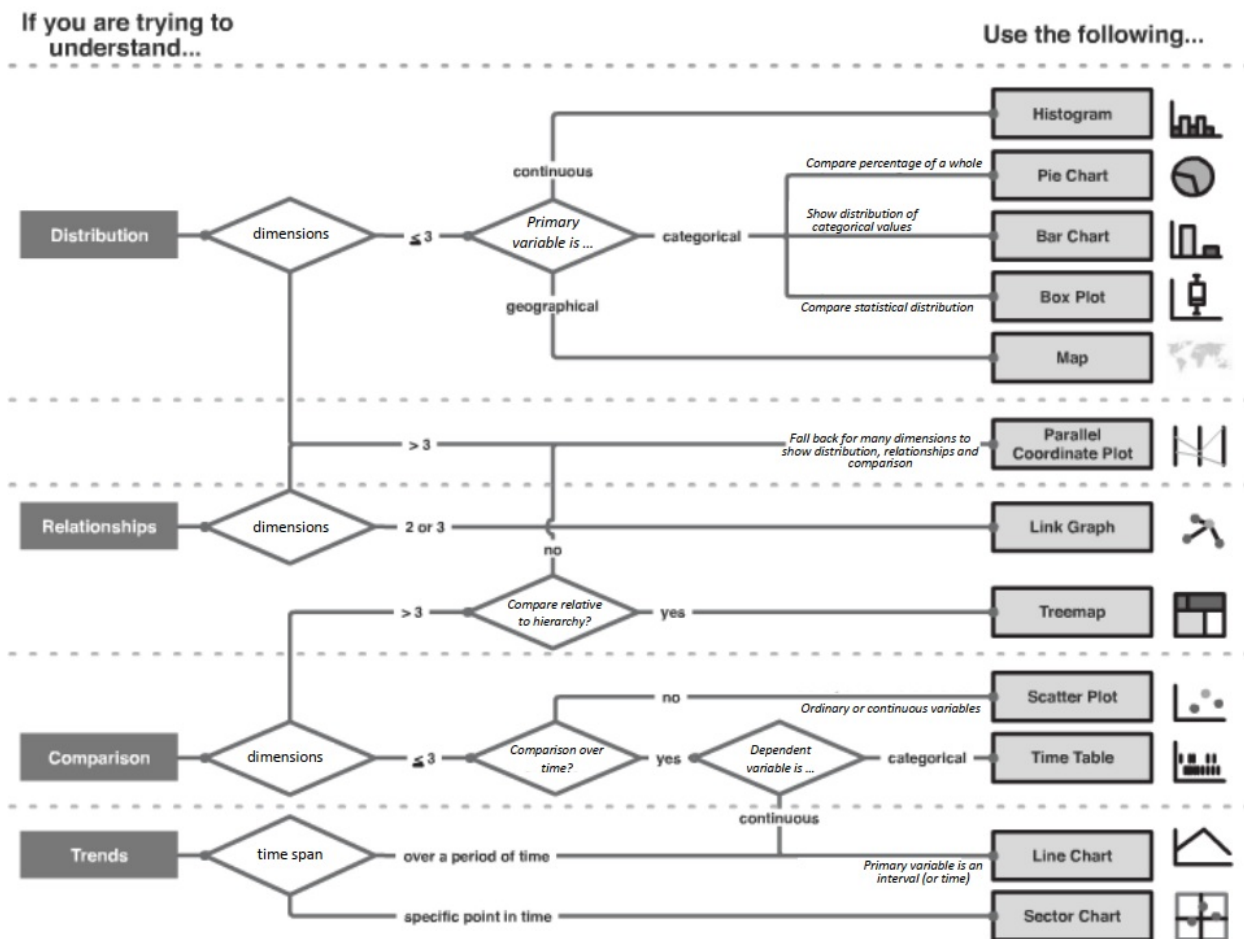 If you are trying to
understand...
Use the following...
Histogram
continuous
Compare percentage of a whole
Pie Chart
Distribution
dimensions
≤ 3
Primary
variable is ...
categorical
Show distribution of
categorical values
Bar Chart
geographical
Compare statistical distribution
Box Plot
Map
> 3
Fall back for many dimensions to
show distribution, relationships and
comparison
Parallel
Coordinate Plot
Relationships
dimensions
2 or 3
Link Graph
no
> 3
Compare relative
to hierarchy?
yes
Treemap
no
Ordinary or continuous variables
Scatter Plot
Comparison
dimensions
≤ 3
Comparison over
time?
yes
Dependent
variable is ...
categorical
Time Table
continuous
Trends
time span
over a period of time
Primary variable is an
interval (or time)
Line Chart
specific point in time
Sector Chart